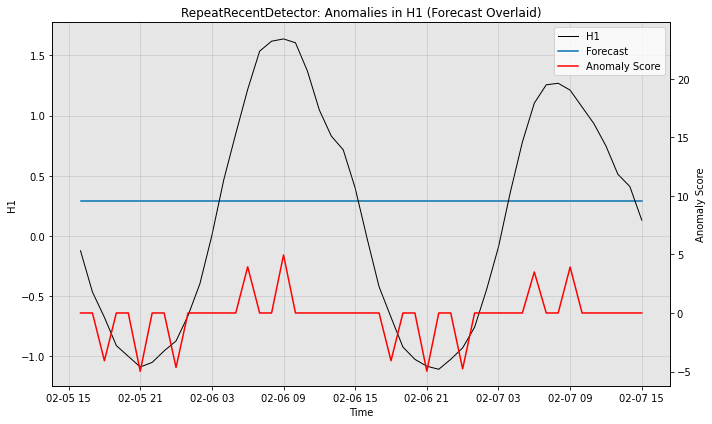 RepeatRecentDetector: Anomalies in H1 (Forecast Overlaid)
H1
Forecast
Anomaly Score
1.5
1.0
0.5
0.0
−0.5
−1.0
H1
20
15
10
5
0
−5
Anomaly Score
02-05 15 02-05 21 02-06 03 02-06 09 02-06 15 02-06 21 02-07 03 02-07 09 02-07 15
Time